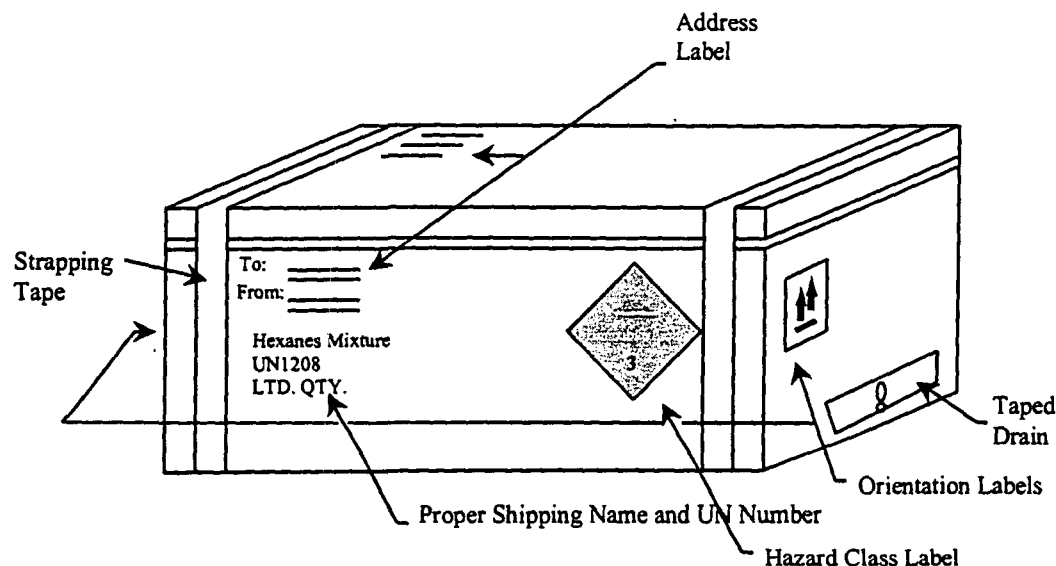 Address
Label
Strapping
Tape
To:
From:
Hexanes Mixture
UN1208
LTD. QTY.
3
8
Taped
Drain
Orientation Labels
Proper Shipping Name and UN Number
Hazard Class Label